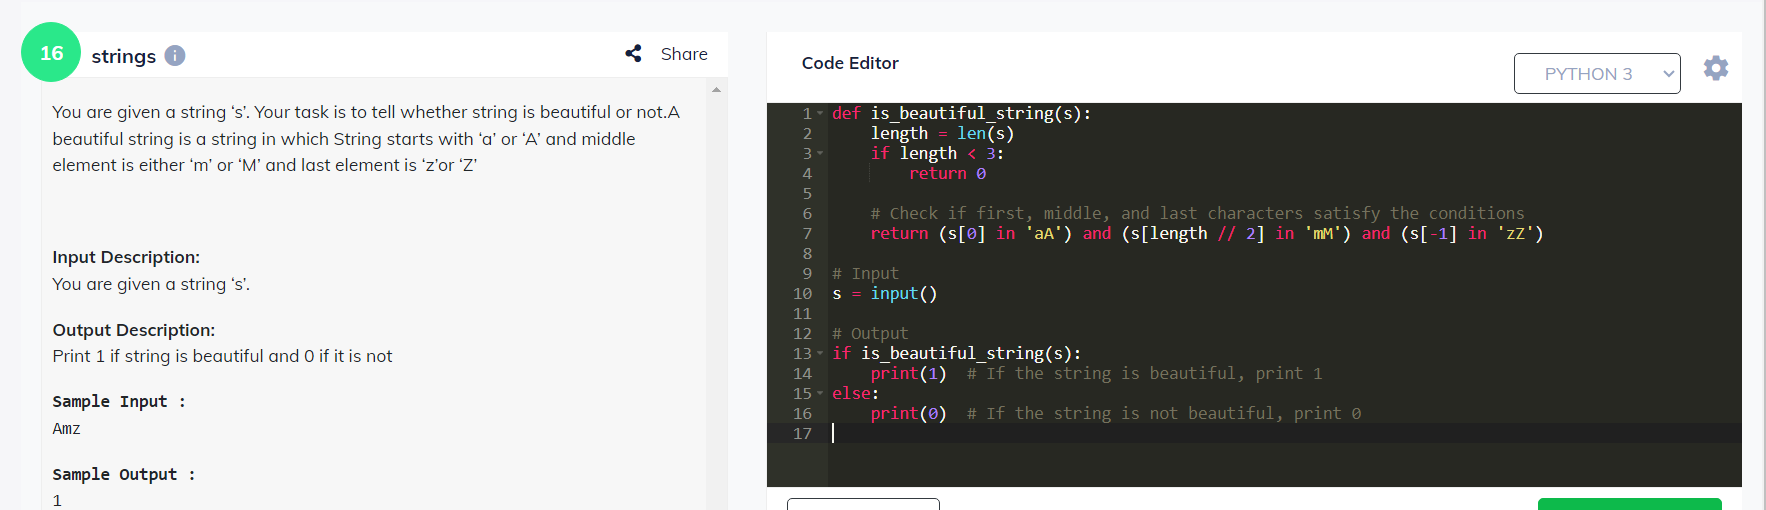 16
strings
Share
You are given a string ‘s’. Your task is to tell whether string is beautiful or not.A
beautiful string is a string in which String starts with ‘a’ or ‘A’ and middle
element is either ‘m’ or ‘M’ and last element is ‘z’or ‘Z’
Input Description:
You are given a string ‘s’.
Output Description:
Print 1 if string is beautiful and 0 if it is not
Sample Input :
Amz
Sample Output :
1
Code Editor
PYTHON 3
1 def is_beautiful_string(s):
2     length = len(s)
3     if length < 3:
4         return 0
5
6     # Check if first, middle, and last characters satisfy the conditions
7     return (s[0] in 'aA') and (s[length // 2] in 'mM') and (s[-1] in 'zZ')
8
9 # Input
10 s = input()
11
12 # Output
13 if is_beautiful_string(s):
14     print(1)  # If the string is beautiful, print 1
15 else:
16     print(0)  # If the string is not beautiful, print 0
17